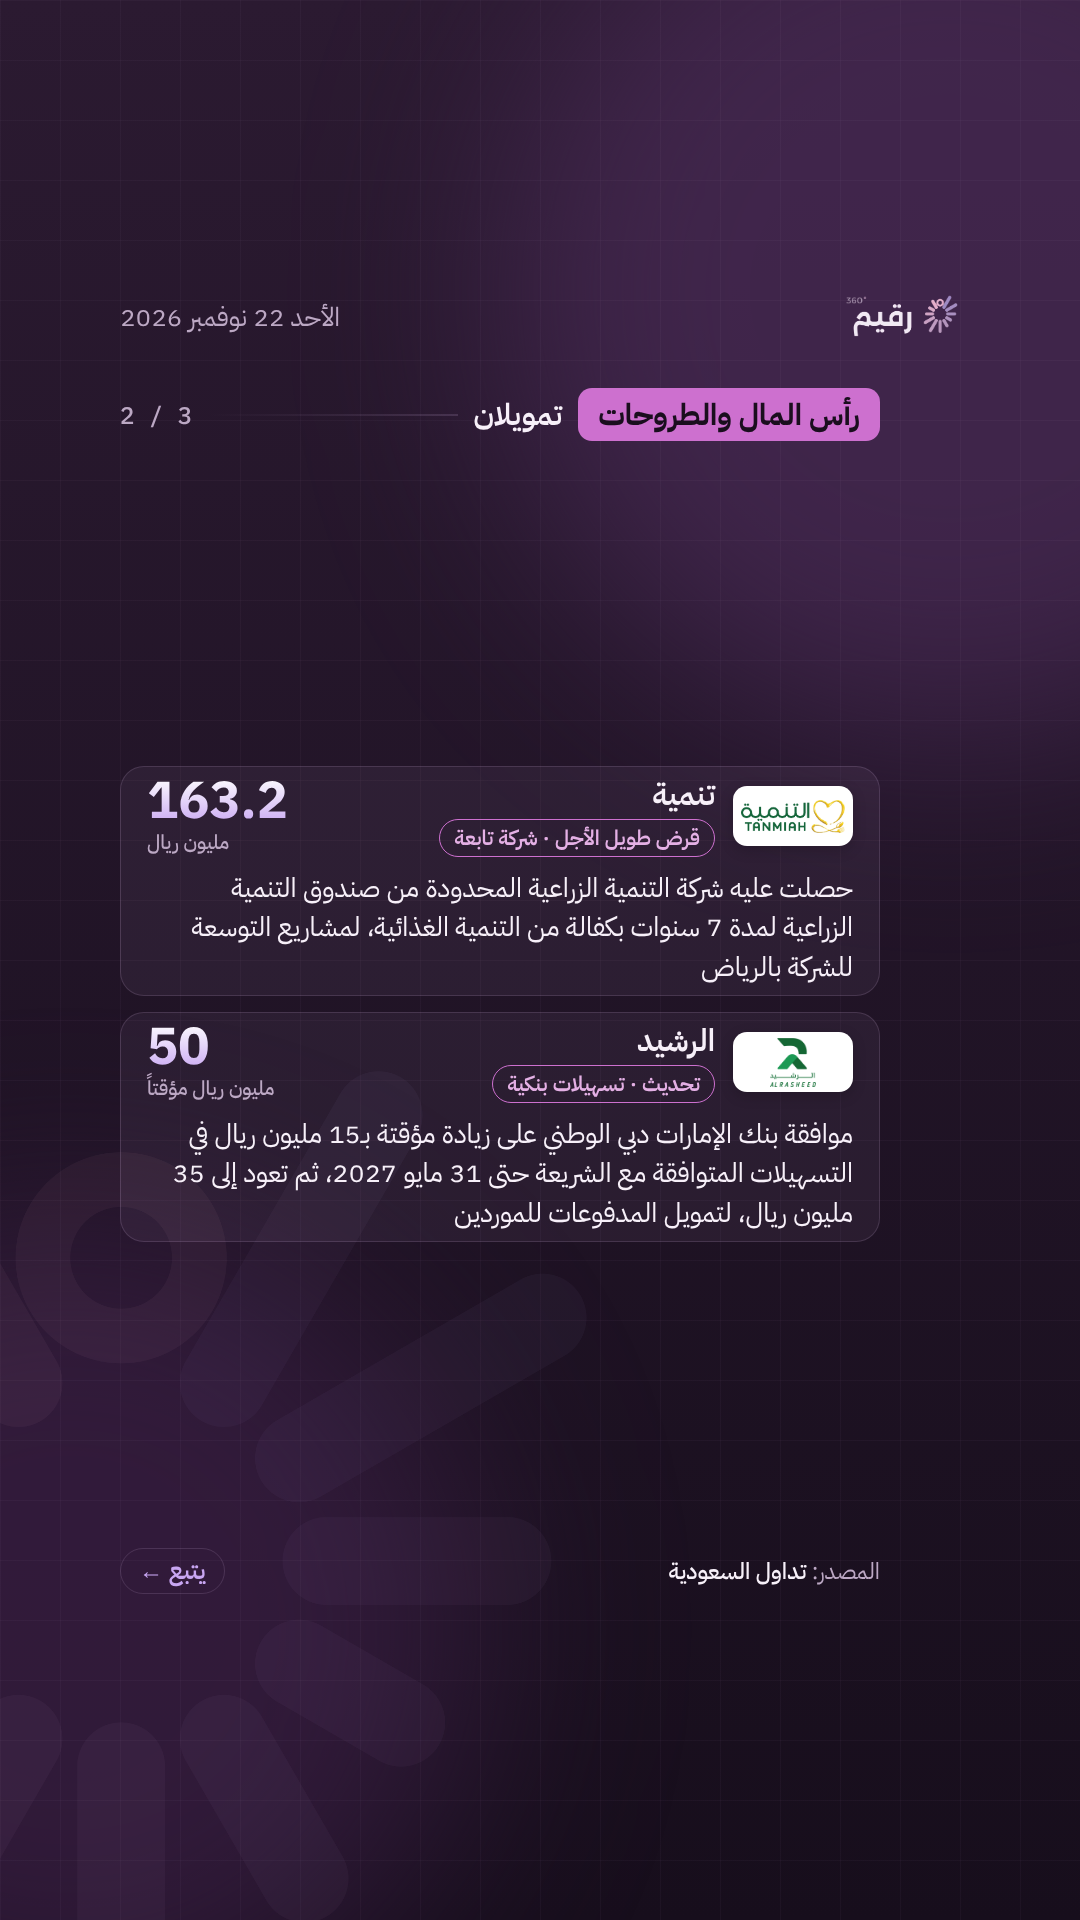 رقيم
360°
الأحد 22 نوفمبر 2026
رأس المال والطروحات
تمويلان
2 / 3
التنمية
TANMIAH
تنمية
قرض طويل الأجل · شركة تابعة
163.2
مليون ريال
حصلت عليه شركة التنمية الزراعية المحدودة من صندوق التنمية
الزراعية لمدة 7 سنوات بكفالة من التنمية الغذائية، لمشاريع التوسعة
للشركة بالرياض
الرشيد
ALRASHEED
الرشيد
تحديث · تسهيلات بنكية
50
مليون ريال مؤقتاً
موافقة بنك الإمارات دبي الوطني على زيادة مؤقتة بـ15 مليون ريال في
التسهيلات المتوافقة مع الشريعة حتى 31 مايو 2027، ثم تعود إلى 35
مليون ريال، لتمويل المدفوعات للموردين
المصدر: تداول السعودية
يتبع ←